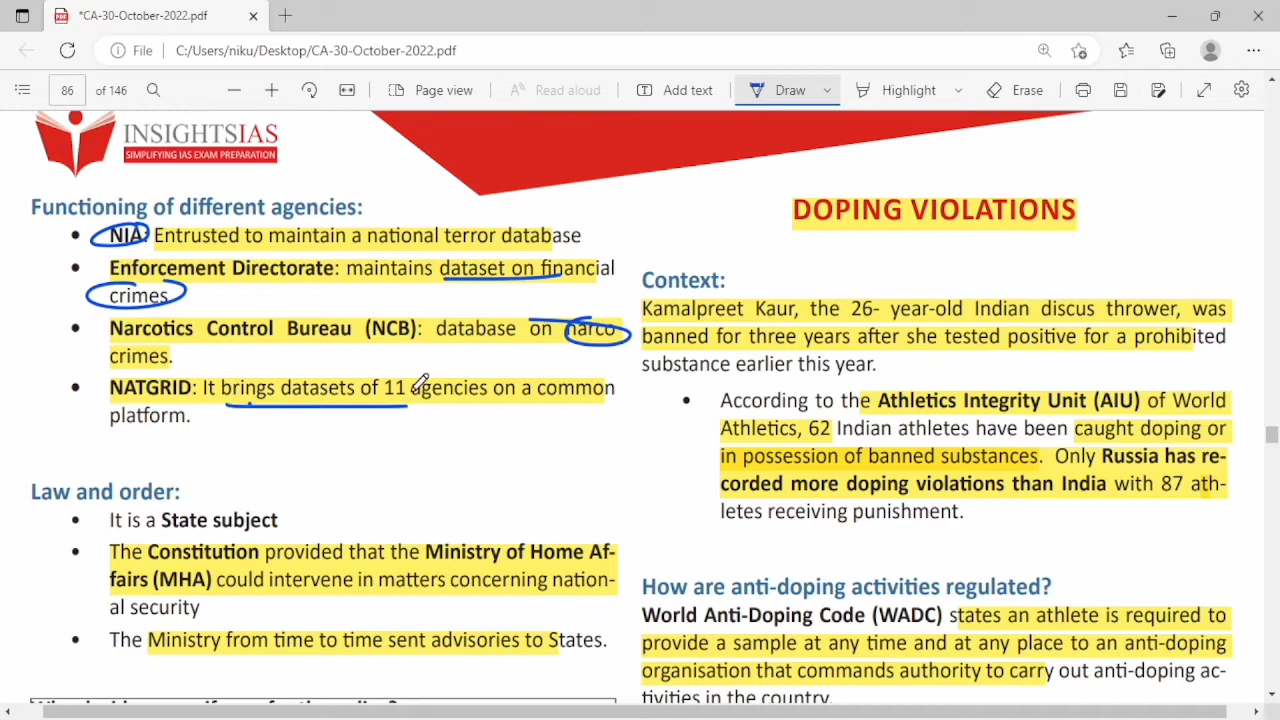 *CA-30-October-2022.pdf
File C:/Users/niku/Desktop/CA-30-October-2022.pdf
86 of 146 Page view Read aloud Add text Draw Highlight Erase
INSIGHTSIAS
SIMPLIFYING IAS EXAM PREPARATION
Functioning of different agencies:
• NIA: Entrusted to maintain a national terror database
• Enforcement Directorate: maintains dataset on financial
crimes
• Narcotics Control Bureau (NCB): database on narco
crimes.
• NATGRID: It brings datasets of 11 agencies on a common
platform.
Law and order:
• It is a State subject
• The Constitution provided that the Ministry of Home Af-
fairs (MHA) could intervene in matters concerning nation-
al security
• The Ministry from time to time sent advisories to States.
DOPING VIOLATIONS
Context:
Kamalpreet Kaur, the 26- year-old Indian discus thrower, was
banned for three years after she tested positive for a prohibited
substance earlier this year.
• According to the Athletics Integrity Unit (AIU) of World
Athletics, 62 Indian athletes have been caught doping or
in possession of banned substances. Only Russia has re-
corded more doping violations than India with 87 ath-
letes receiving punishment.
How are anti-doping activities regulated?
World Anti-Doping Code (WADC) states an athlete is required to
provide a sample at any time and at any place to an anti-doping
organisation that commands authority to carry out anti-doping ac-
tivities in the country.